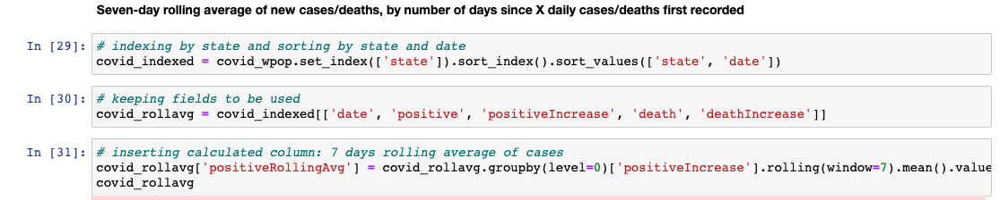 Seven-day rolling average of new cases/deaths, by number of days since X daily cases/deaths first recorded
In [29]: # indexing by state and sorting by state and date
covid_indexed = covid_wpop.set_index(['state']).sort_index().sort_values(['state', 'date'])
In [30]: # keeping fields to be used
covid_rollavg = covid_indexed[['date', 'positive', 'positiveIncrease', 'death', 'deathIncrease']]
In [31]: # inserting calculated column: 7 days rolling average of cases
covid_rollavg['positiveRollingAvg'] = covid_rollavg.groupby(level=0)['positiveIncrease'].rolling(window=7).mean().value
covid_rollavg